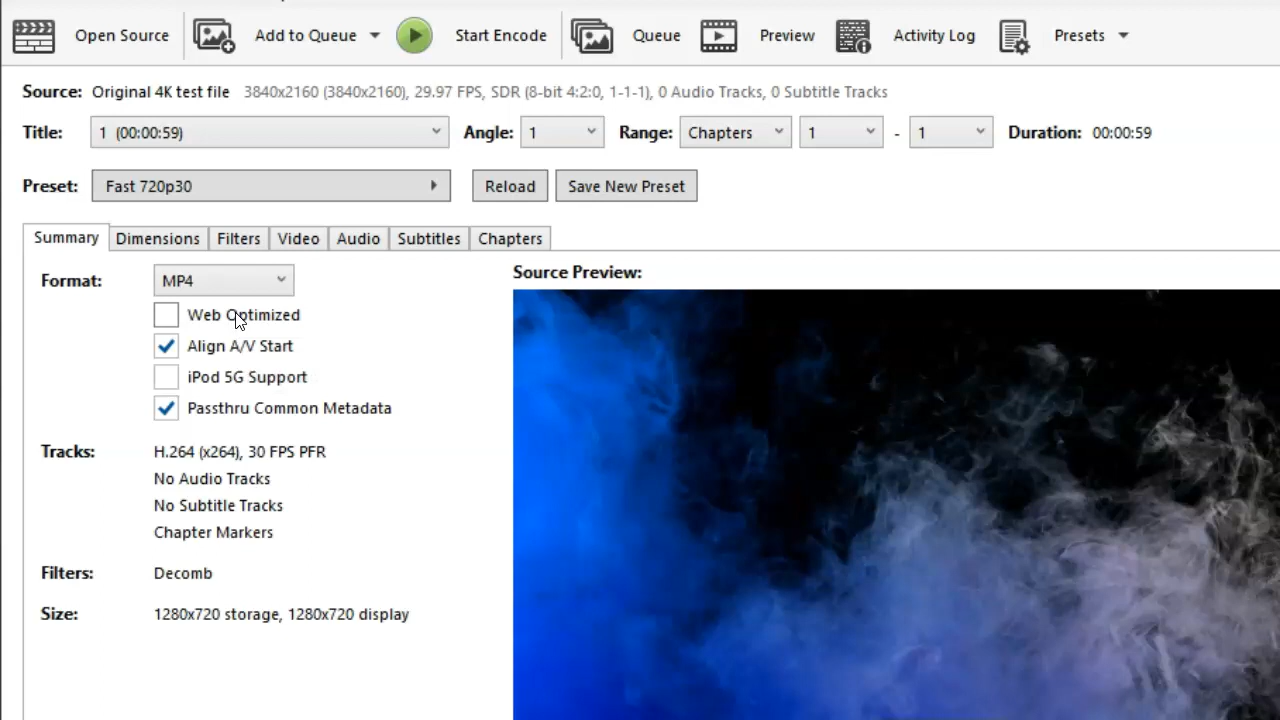 Open Source Add to Queue Start Encode Queue Preview Activity Log Presets
Source: Original 4K test file 3840x2160 (3840x2160), 29.97 FPS, SDR (8-bit 4:2:0, 1-1-1), 0 Audio Tracks, 0 Subtitle Tracks
Title: 1 (00:00:59) Angle: 1 Range: Chapters 1 - 1 Duration: 00:00:59
Preset: Fast 720p30 Reload Save New Preset
Summary Dimensions Filters Video Audio Subtitles Chapters
Format: MP4 Source Preview:
Web Optimized
Align A/V Start
iPod 5G Support
Passthru Common Metadata
Tracks: H.264 (x264), 30 FPS PFR
No Audio Tracks
No Subtitle Tracks
Chapter Markers
Filters: Decomb
Size: 1280x720 storage, 1280x720 display